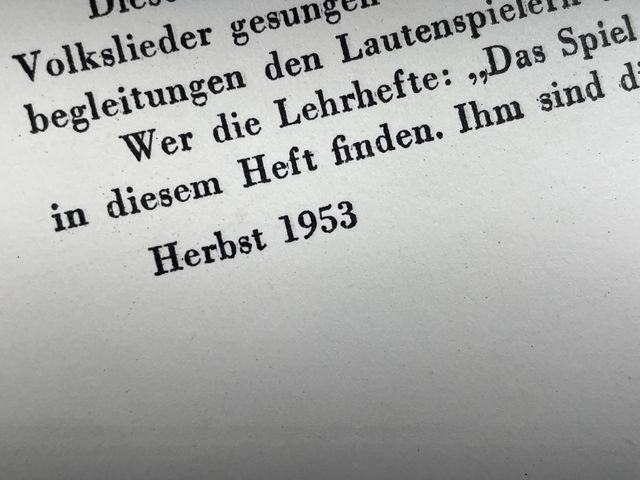 Volkslieder gesungen
begleitungen den Lautenspielern
Wer die Lehrhefte: „Das Spiel
in diesem Heft finden. Ihm sind
Herbst 1953